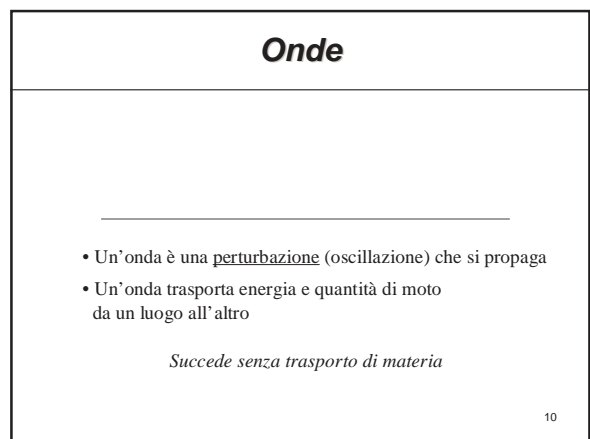 Onde
• Un’onda è una perturbazione (oscillazione) che si propaga
• Un’onda trasporta energia e quantità di moto
da un luogo all’altro
Succede senza trasporto di materia
10